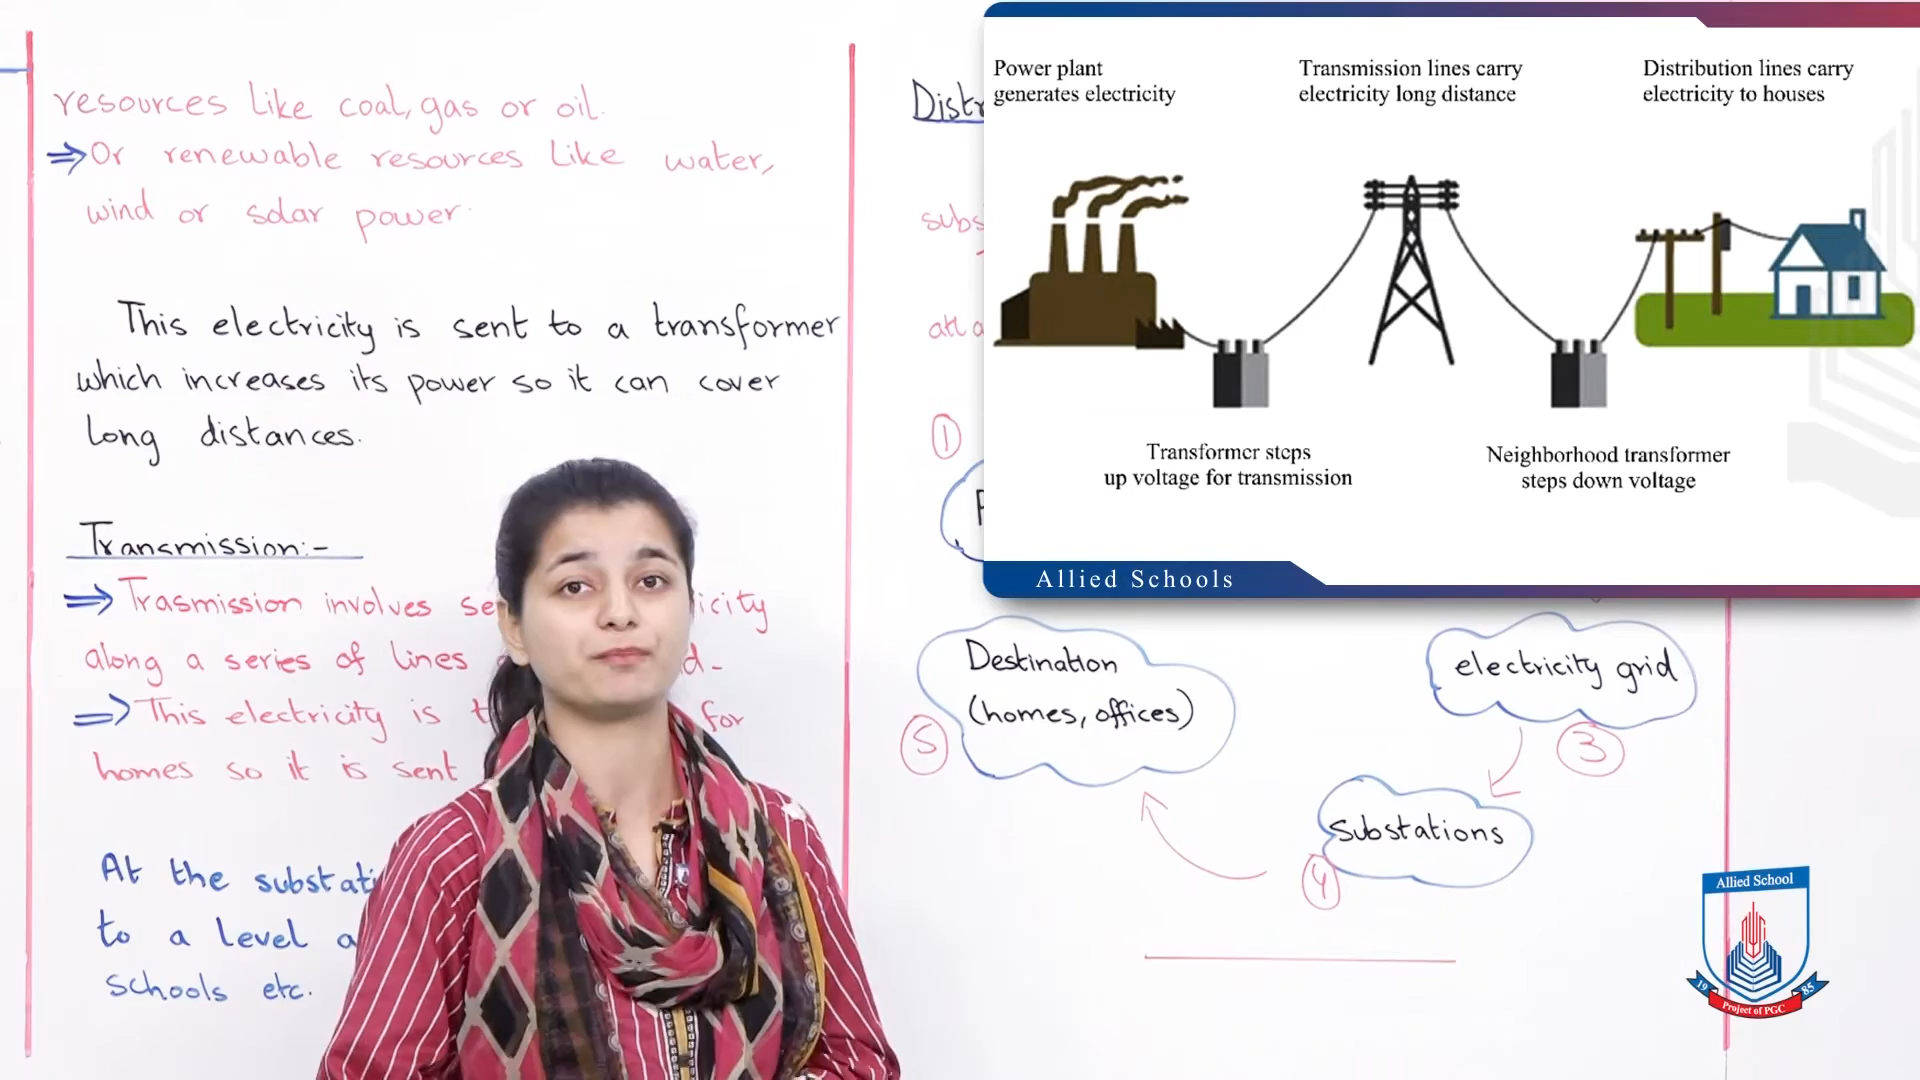 resources like coal, gas or oil.
⇒ Or renewable resources like water,
wind or solar power.
This electricity is sent to a transformer
which increases its power so it can cover
long distances.
Transmission:-
⇒ Trasmission involves
along a series of lines
⇒ This electricity is for
homes so it is sent
At the
to a level
schools etc.
①
Destination
(homes, offices)
⑤
electricity grid
③
Substations
④
Power plant
generates electricity
Transmission lines carry
electricity long distance
Distribution lines carry
electricity to houses
Transformer steps
up voltage for transmission
Neighborhood transformer
steps down voltage
Allied Schools
Allied School
19 85
Project of PGC